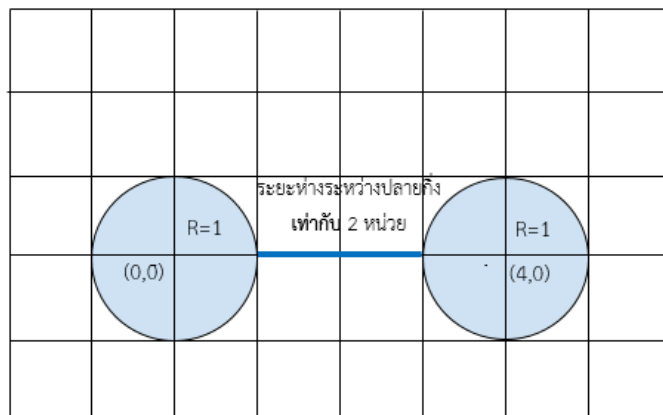 ระยะห่างระหว่างปลายกิ่ง
เท่ากับ 2 หน่วย
R=1
R=1
(0,0)
(4,0)